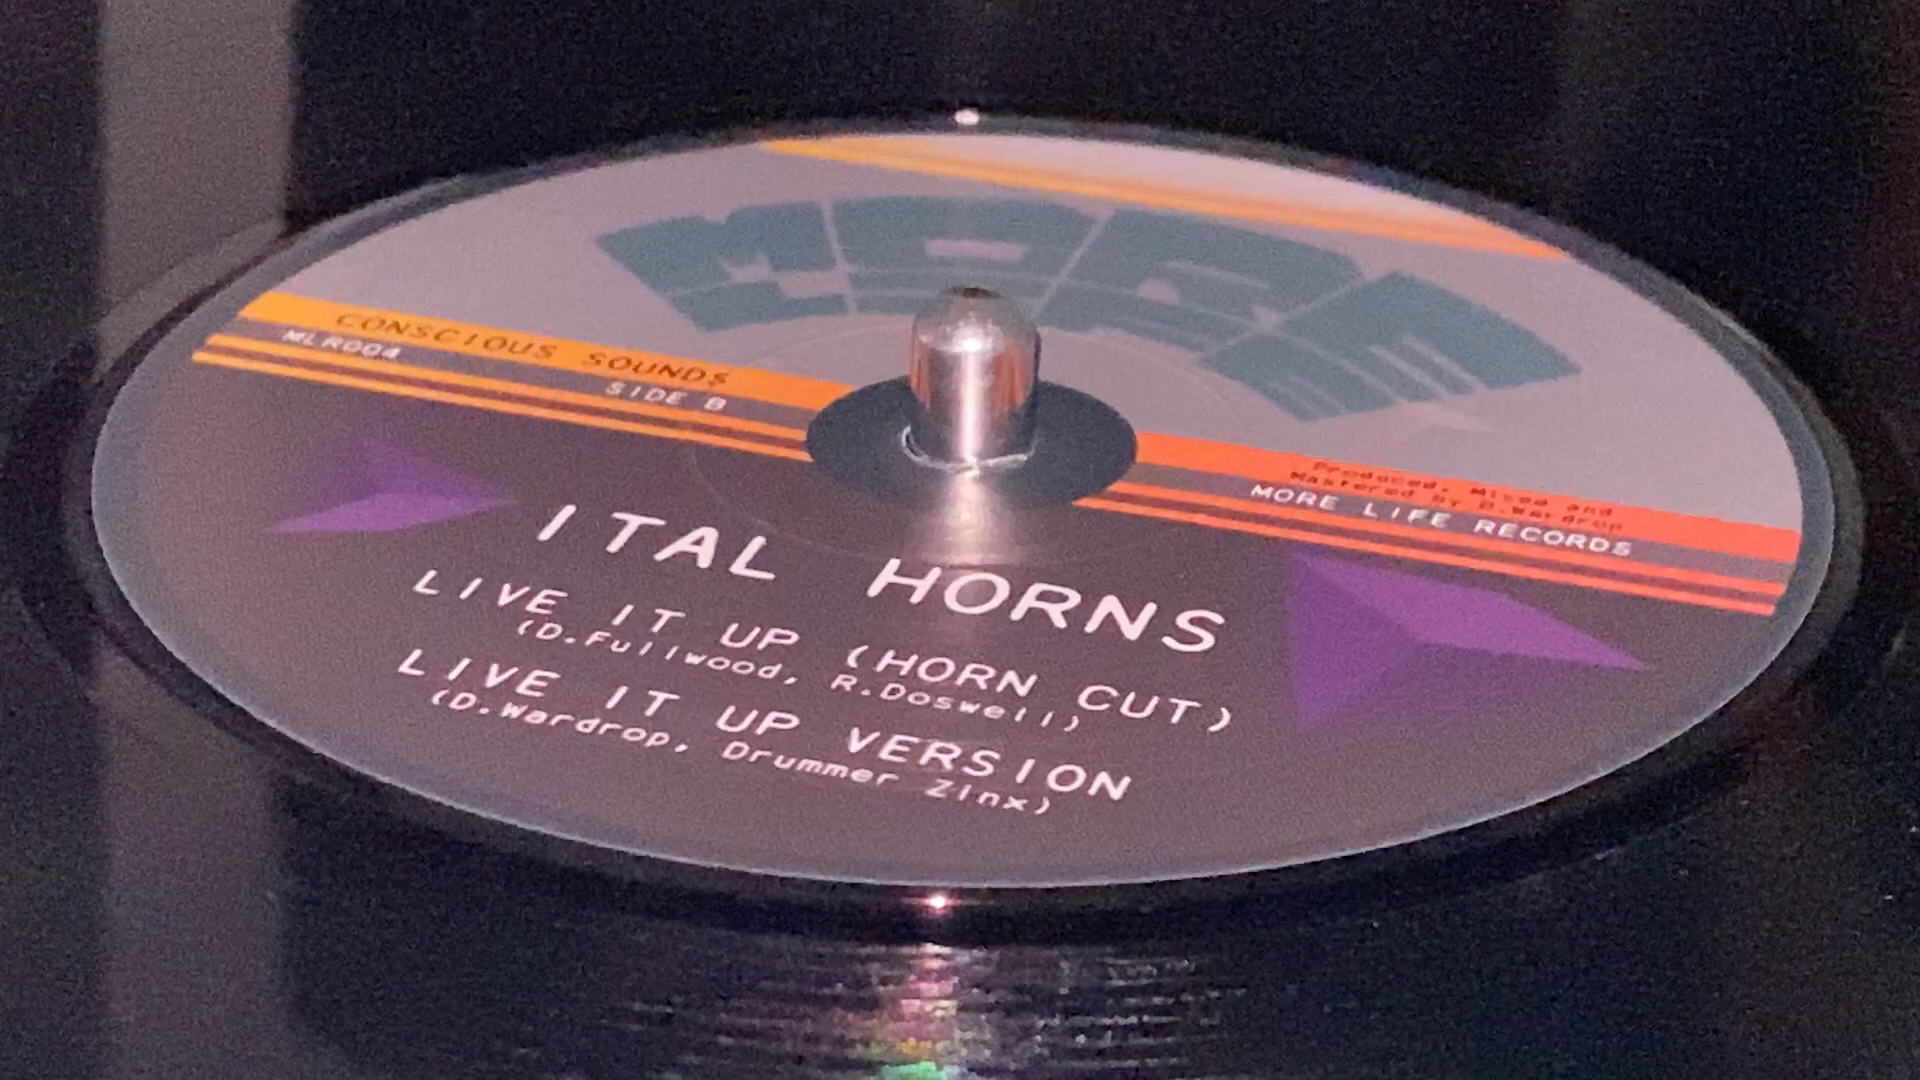 MORE
CONSCIOUS SOUNDS
MLR004
SIDE B
Produced, Mixed and
Mastered by D.Wardrop
MORE LIFE RECORDS
ITAL HORNS
LIVE IT UP (HORN CUT)
(D.Fullwood, R.Doswell)
LIVE IT UP VERSION
(D.Wardrop, Drummer Zinx)